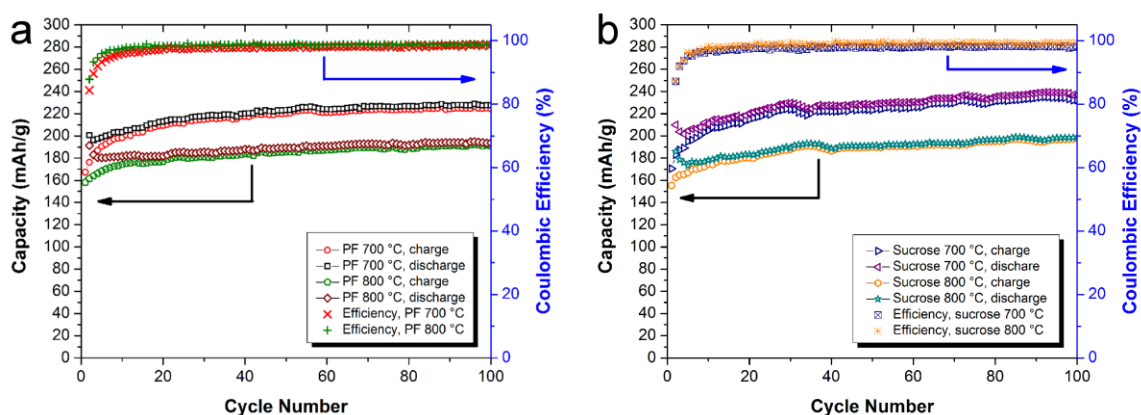 a
300
280
260
240
220
200
180
160
140
120
100
80
60
40
20
0
Capacity (mAh/g)
0 20 40 60 80 100
Cycle Number
100
80
60
40
20
0
Coulombic Efficiency (%)
PF 700 °C, charge
PF 700 °C, discharge
PF 800 °C, charge
PF 800 °C, discharge
Efficiency, PF 700 °C
Efficiency, PF 800 °C
b
300
280
260
240
220
200
180
160
140
120
100
80
60
40
20
0
Capacity (mAh/g)
0 20 40 60 80 100
Cycle Number
100
80
60
40
20
0
Coulombic Efficiency (%)
Sucrose 700 °C, charge
Sucrose 700 °C, dischare
Sucrose 800 °C, charge
Sucrose 800 °C, discharge
Efficiency, sucrose 700 °C
Efficiency, sucrose 800 °C